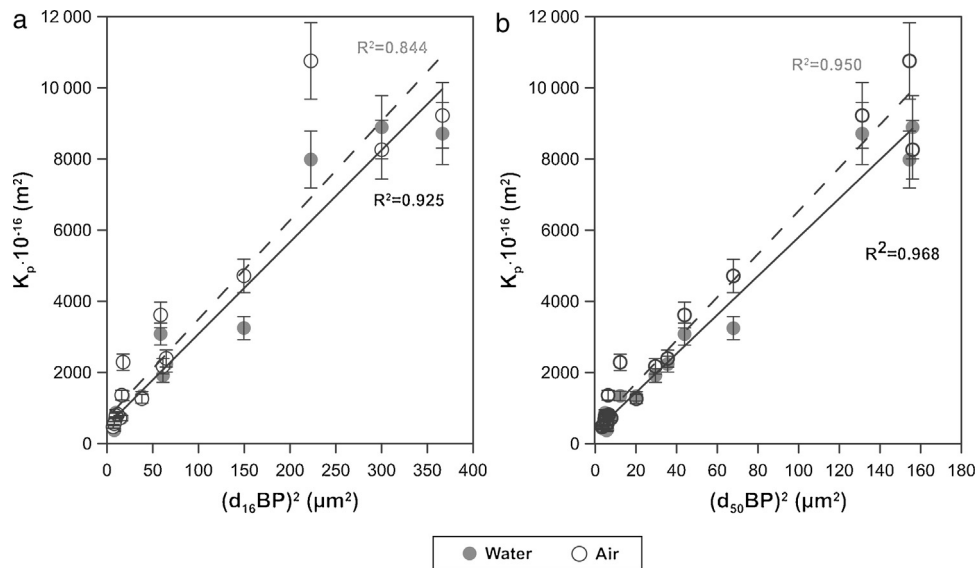 a
12 000
10 000
8000
6000
4000
2000
0
K_p·10^-16 (m²)
R²=0.844
R²=0.925
0 50 100 150 200 250 300 350 400
(d₁₆BP)² (μm²)
b
12 000
10 000
8000
6000
4000
2000
0
K_p·10^-16 (m²)
R²=0.950
R²=0.968
0 20 40 60 80 100 120 140 160 180
(d₅₀BP)² (μm²)
Water Air